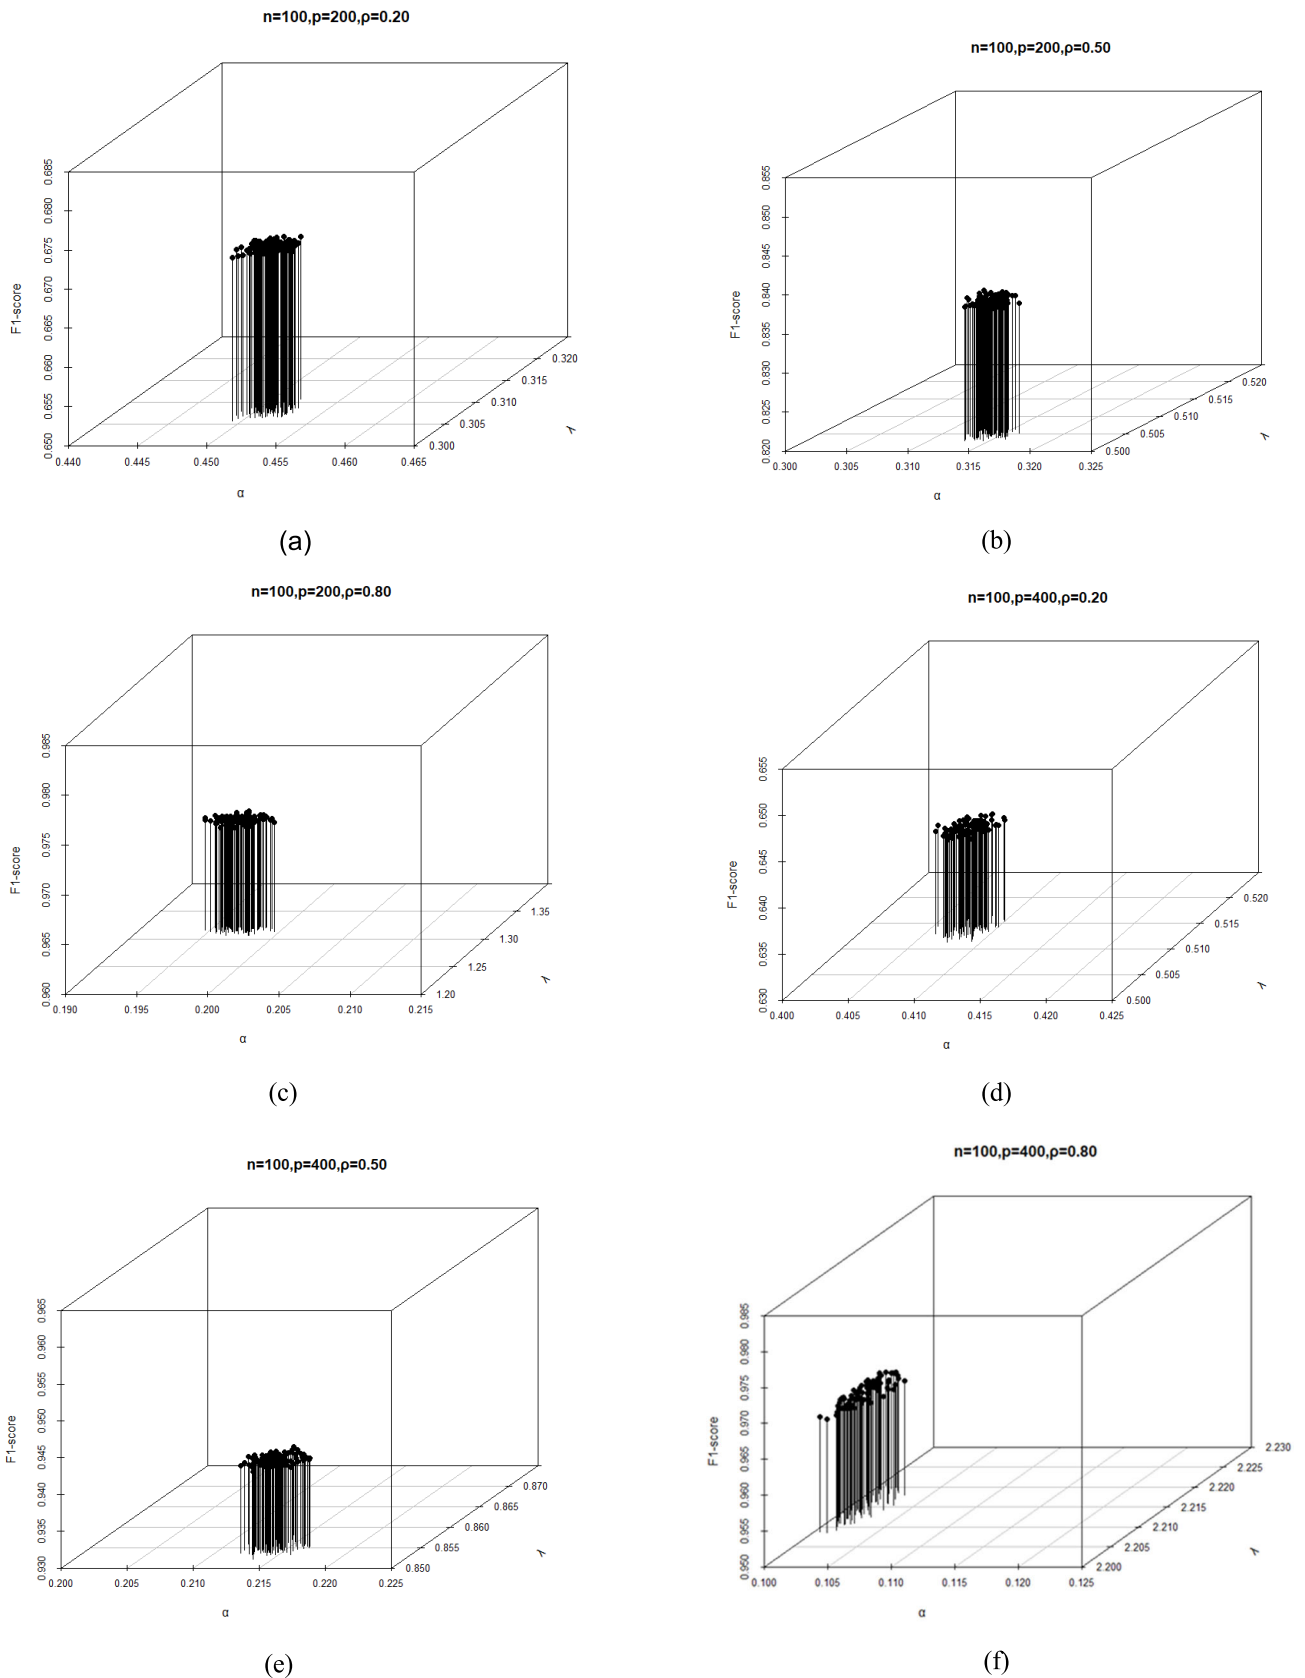 n=100,p=200,ρ=0.20
F1-score
0.650 0.655 0.660 0.665 0.670 0.675 0.680 0.685
0.440 0.445 0.450 0.455 0.460 0.465
0.300 0.305 0.310 0.315 0.320
α
λ
(a)
n=100,p=200,ρ=0.50
F1-score
0.820 0.825 0.830 0.835 0.840 0.845 0.850 0.855
0.300 0.305 0.310 0.315 0.320 0.325
0.500 0.505 0.510 0.515 0.520
α
λ
(b)
n=100,p=200,ρ=0.80
F1-score
0.960 0.965 0.970 0.975 0.980 0.985
0.190 0.195 0.200 0.205 0.210 0.215
1.20 1.25 1.30 1.35
α
λ
(c)
n=100,p=400,ρ=0.20
F1-score
0.630 0.635 0.640 0.645 0.650 0.655
0.400 0.405 0.410 0.415 0.420 0.425
0.500 0.505 0.510 0.515 0.520
α
λ
(d)
n=100,p=400,ρ=0.50
F1-score
0.930 0.935 0.940 0.945 0.950 0.955 0.960 0.965
0.200 0.205 0.210 0.215 0.220 0.225
0.850 0.855 0.860 0.865 0.870
α
λ
(e)
n=100,p=400,ρ=0.80
F1-score
0.950 0.955 0.960 0.965 0.970 0.975 0.980 0.985
0.100 0.105 0.110 0.115 0.120 0.125
2.200 2.205 2.210 2.215 2.220 2.225 2.230
α
λ
(f)